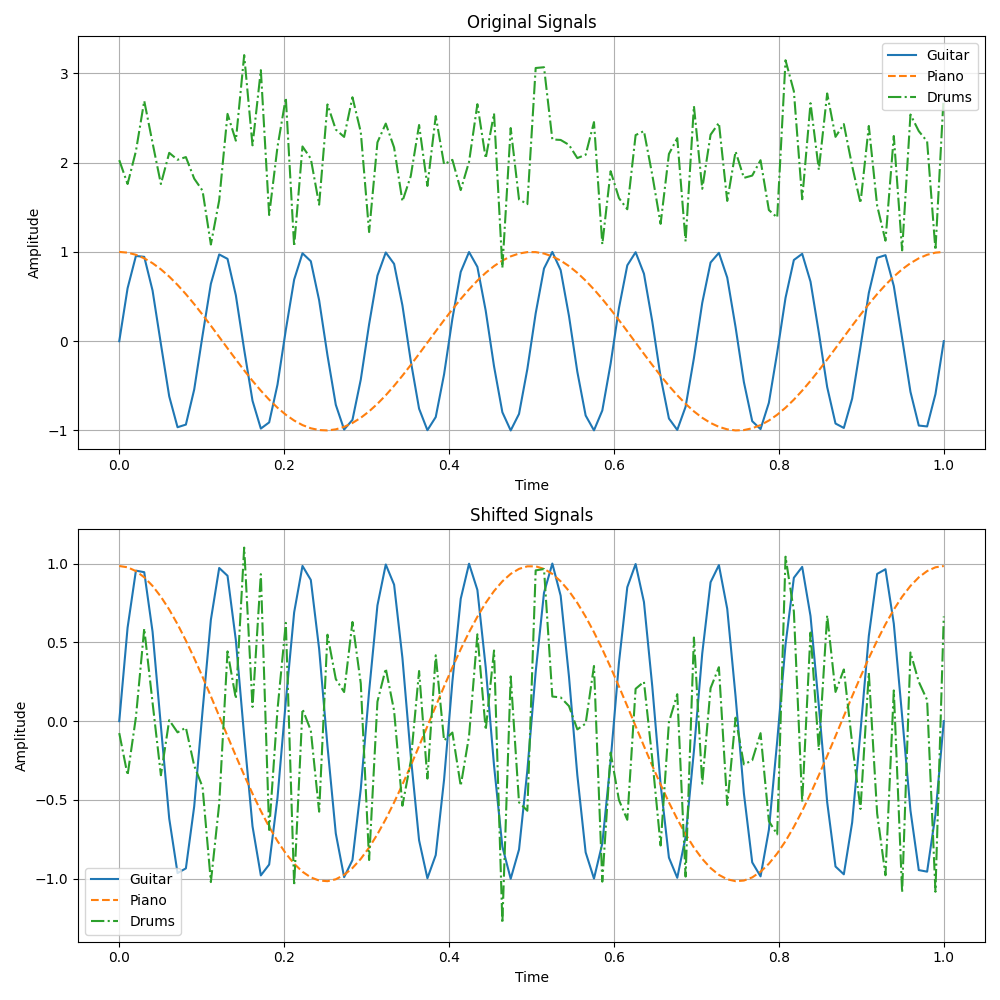 Original Signals
Guitar
Piano
Drums
Amplitude
3
2
1
0
−1
0.0 0.2 0.4 0.6 0.8 1.0
Time
Shifted Signals
Amplitude
1.0
0.5
0.0
−0.5
−1.0
Guitar
Piano
Drums
0.0 0.2 0.4 0.6 0.8 1.0
Time